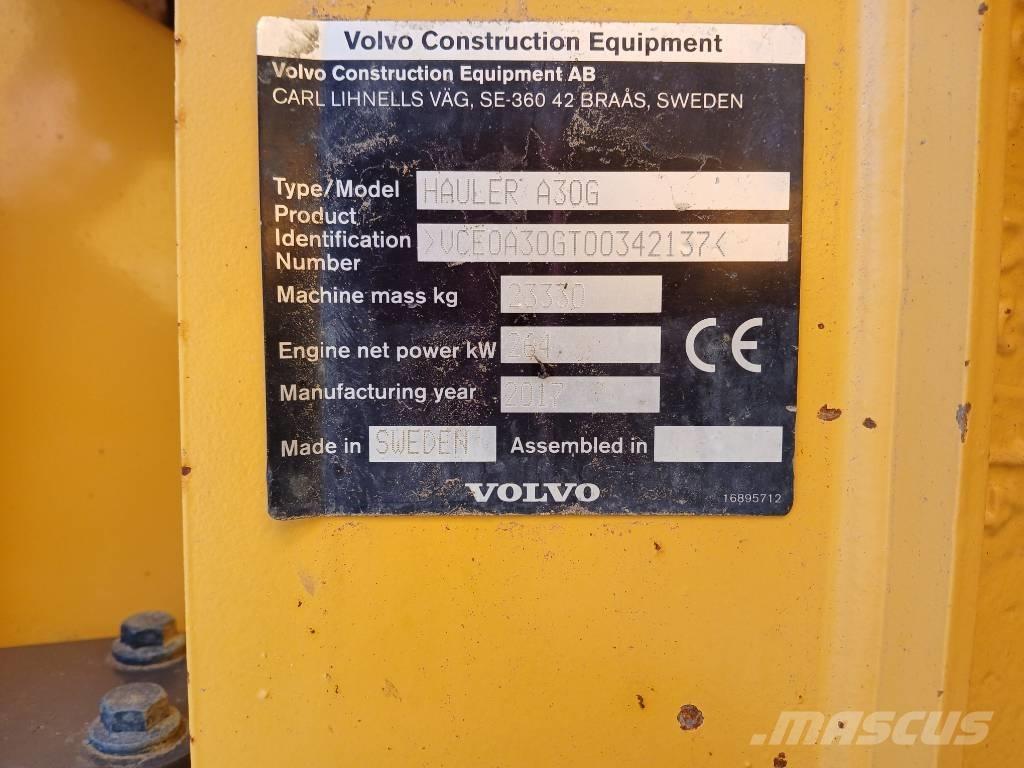 Volvo Construction Equipment
Volvo Construction Equipment AB
CARL LIHNELLS VÄG, SE-360 42 BRAÅS, SWEDEN
Type/Model HAULER A30G
Product
Identification >VCE0A30GT00342137<
Number
Machine mass kg 23330
Engine net power kW 264
CE
Manufacturing year 2017
Made in SWEDEN Assembled in
VOLVO
16895712
MASCUS